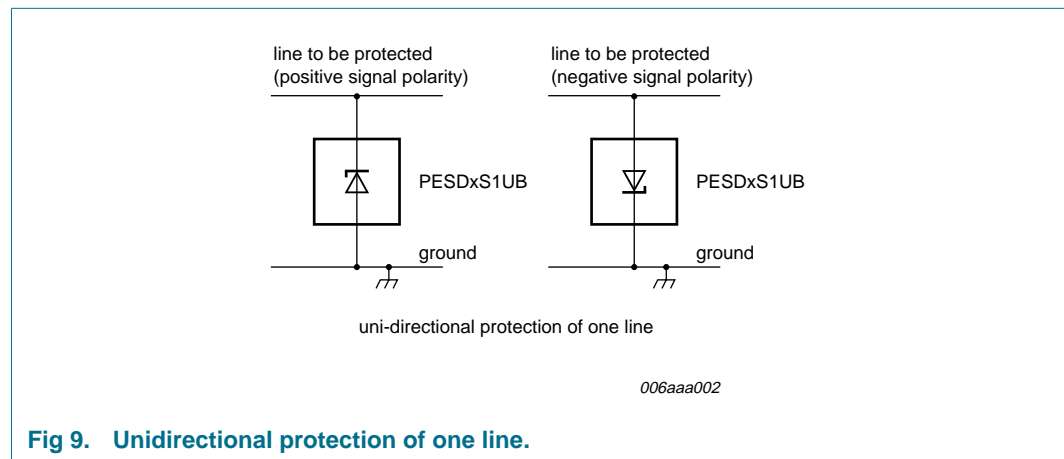 line to be protected
(positive signal polarity)
PESDxS1UB
ground
line to be protected
(negative signal polarity)
PESDxS1UB
ground
uni-directional protection of one line
006aaa002
Fig 9. Unidirectional protection of one line.